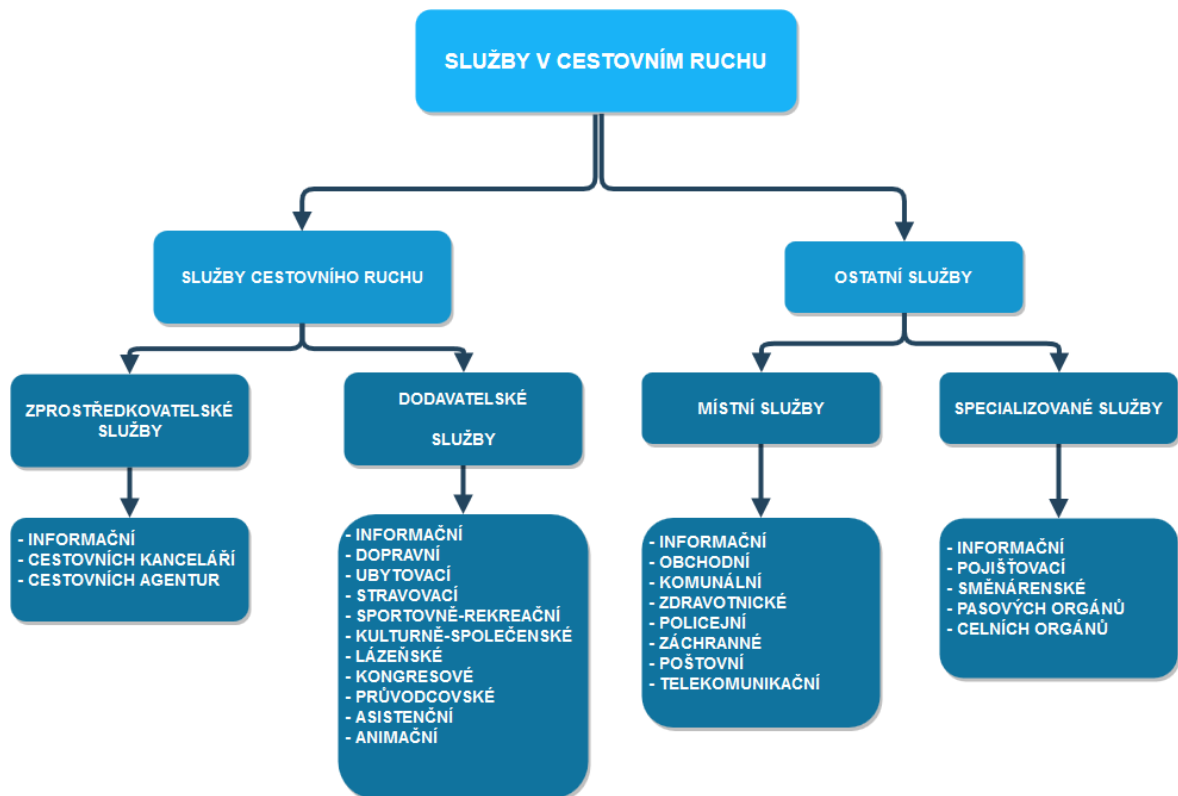 SLUŽBY V CESTOVNÍM RUCHU
SLUŽBY CESTOVNÍHO RUCHU
OSTATNÍ SLUŽBY
ZPROSTŘEDKOVATELSKÉ
SLUŽBY
DODAVATELSKÉ
SLUŽBY
MÍSTNÍ SLUŽBY
SPECIALIZOVANÉ SLUŽBY
- INFORMAČNÍ
- CESTOVNÍCH KANCELÁŘÍ
- CESTOVNÍCH AGENTUR
- INFORMAČNÍ
- DOPRAVNÍ
- UBYTOVACÍ
- STRAVOVACÍ
- SPORTOVNĚ-REKREAČNÍ
- KULTURNĚ-SPOLEČENSKÉ
- LÁZEŇSKÉ
- KONGRESOVÉ
- PRŮVODCOVSKÉ
- ASISTENČNÍ
- ANIMAČNÍ
- INFORMAČNÍ
- OBCHODNÍ
- KOMUNÁLNÍ
- ZDRAVOTNICKÉ
- POLICEJNÍ
- ZÁCHRANNÉ
- POŠTOVNÍ
- TELEKOMUNIKAČNÍ
- INFORMAČNÍ
- POJIŠŤOVACÍ
- SMĚNÁRENSKÉ
- PASOVÝCH ORGÁNŮ
- CELNÍCH ORGÁNŮ